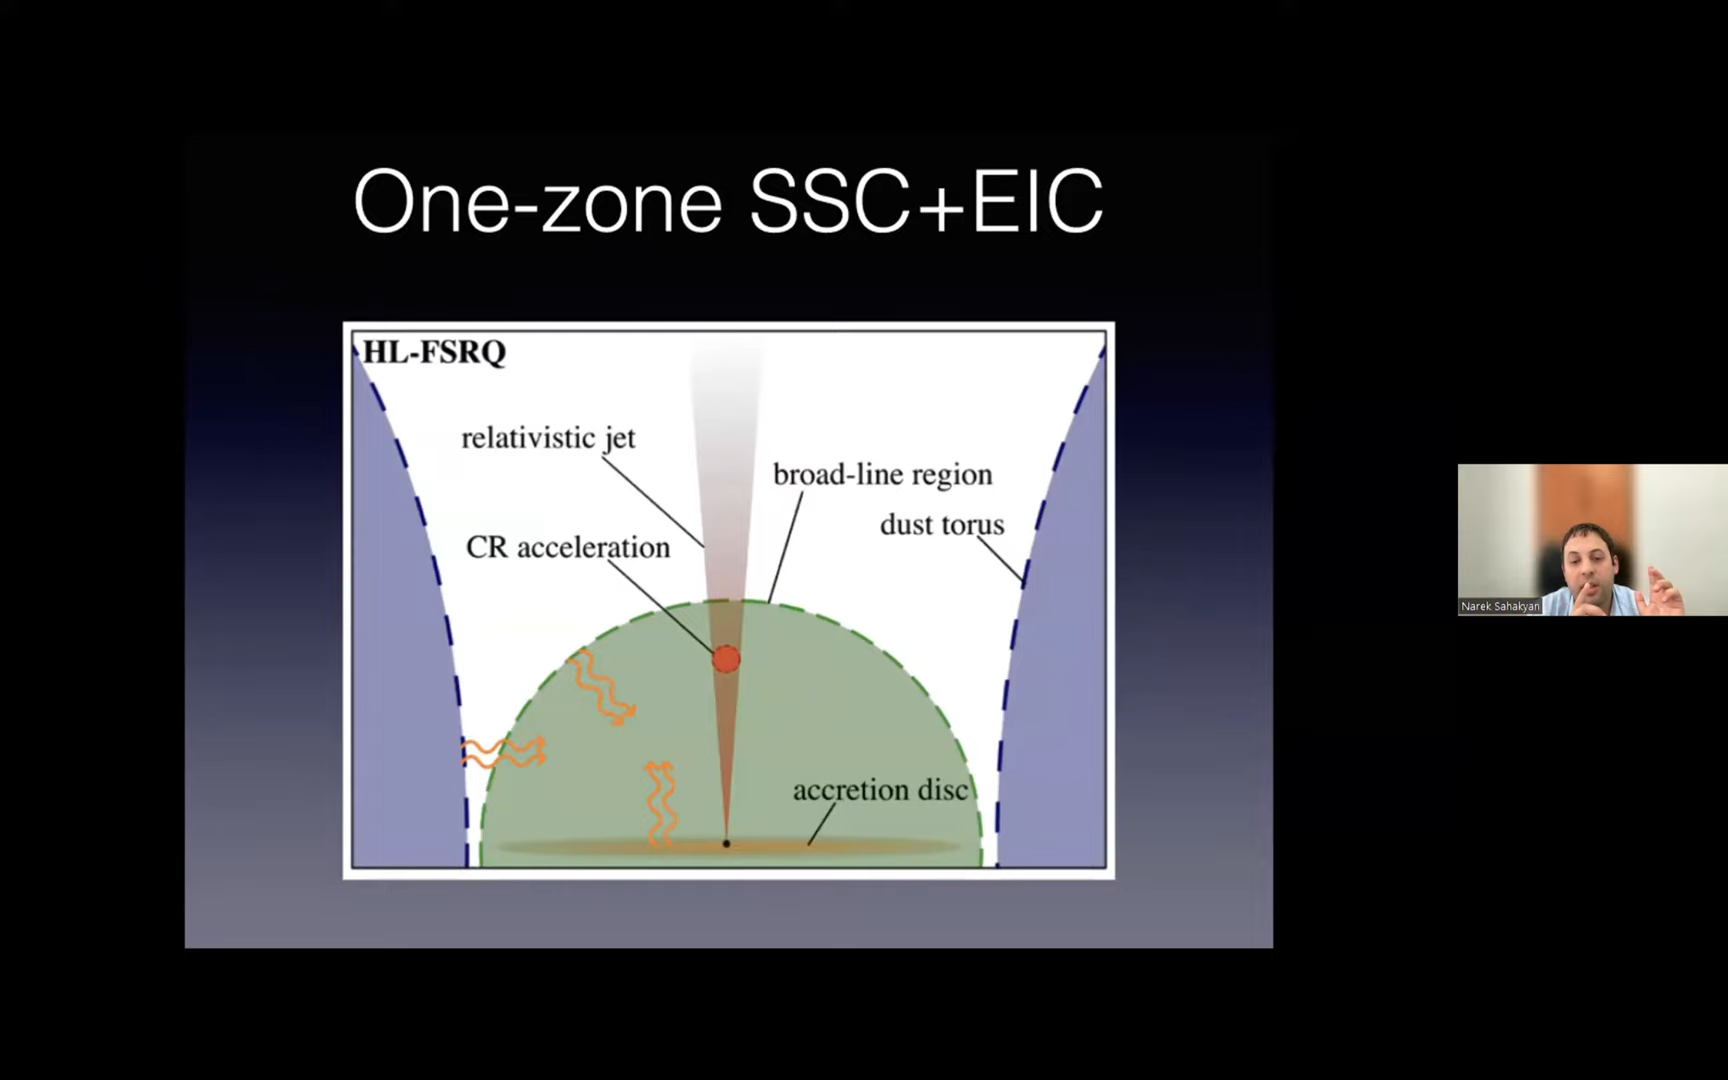 One-zone SSC+EIC
HL-FSRQ
relativistic jet
broad-line region
dust torus
CR acceleration
accretion disc
Narek Sahakyan